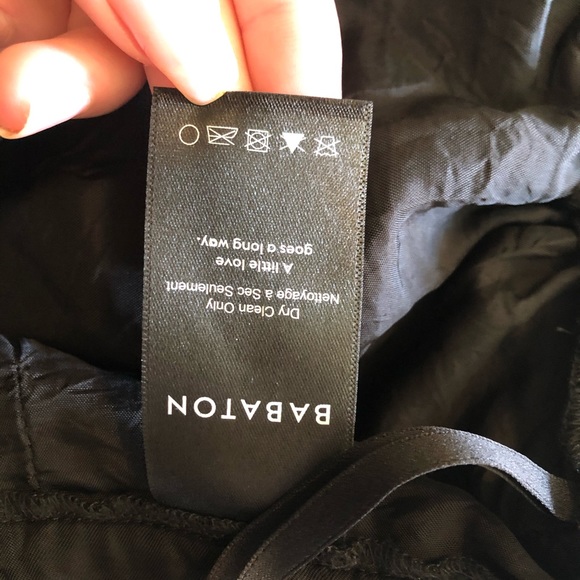 BABATON
Dry Clean Only
Nettoyage à Sec Seulement
A little love
goes a long way.